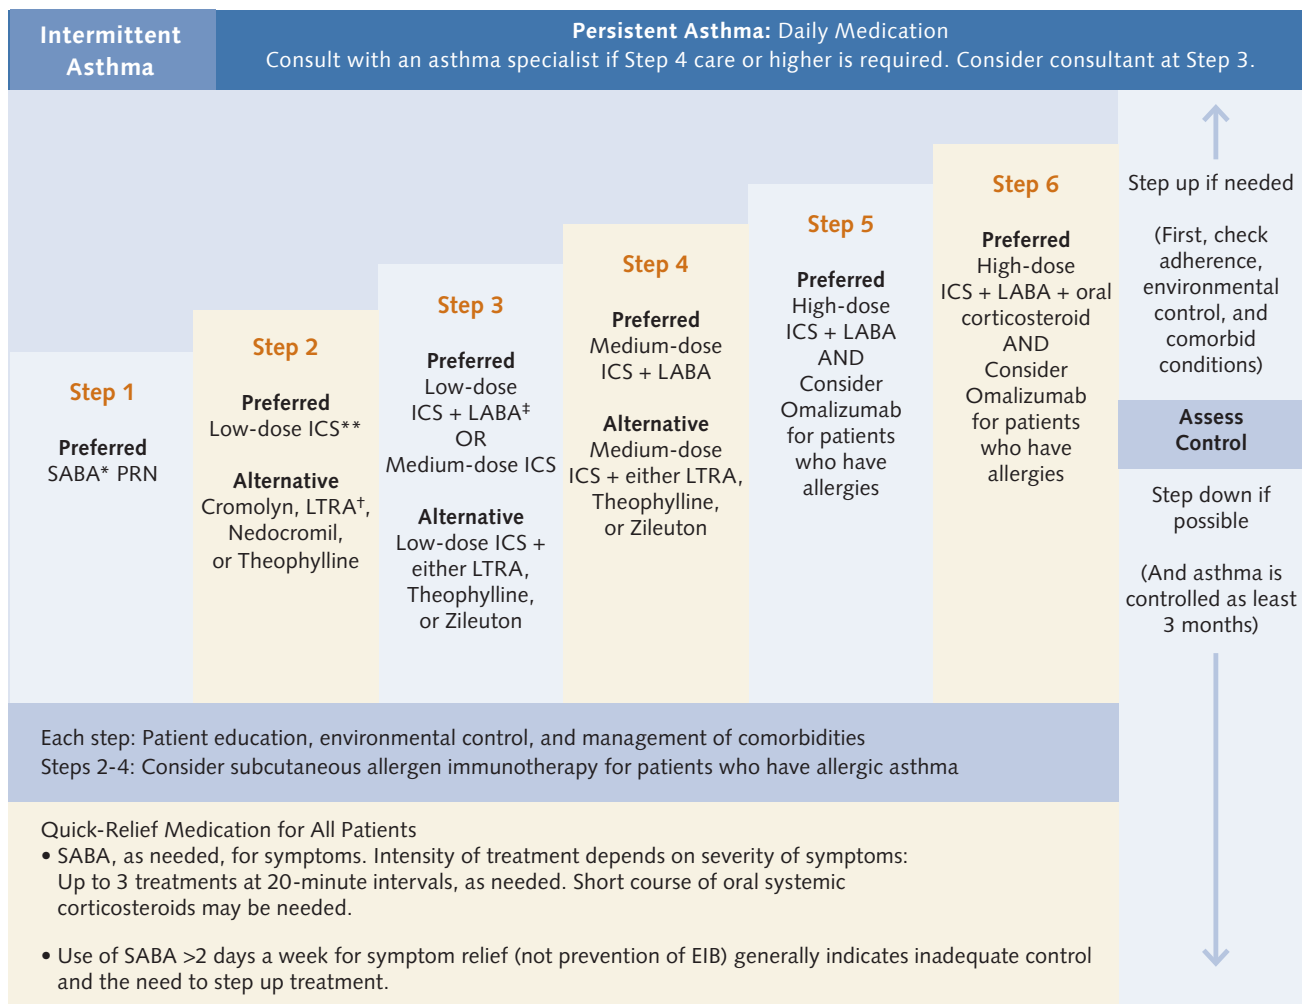 Intermittent
Asthma
Persistent Asthma: Daily Medication
Consult with an asthma specialist if Step 4 care or higher is required. Consider consultant at Step 3.
Step 1
Preferred
SABA* PRN
Step 2
Preferred
Low-dose ICS**
Alternative
Cromolyn, LTRA†,
Nedocromil,
or Theophylline
Step 3
Preferred
Low-dose
ICS + LABA‡
OR
Medium-dose ICS
Alternative
Low-dose ICS +
either LTRA,
Theophylline,
or Zileuton
Step 4
Preferred
Medium-dose
ICS + LABA
Alternative
Medium-dose
ICS + either LTRA,
Theophylline,
or Zileuton
Step 5
Preferred
High-dose
ICS + LABA
AND
Consider
Omalizumab
for patients
who have
allergies
Step 6
Preferred
High-dose
ICS + LABA + oral
corticosteroid
AND
Consider
Omalizumab
for patients
who have
allergies
Step up if needed
(First, check
adherence,
environmental
control, and
comorbid
conditions)
Assess
Control
Step down if
possible
(And asthma is
controlled as least
3 months)
Each step: Patient education, environmental control, and management of comorbidities
Steps 2-4: Consider subcutaneous allergen immunotherapy for patients who have allergic asthma
Quick-Relief Medication for All Patients
• SABA, as needed, for symptoms. Intensity of treatment depends on severity of symptoms:
Up to 3 treatments at 20-minute intervals, as needed. Short course of oral systemic
corticosteroids may be needed.
• Use of SABA >2 days a week for symptom relief (not prevention of EIB) generally indicates inadequate control
and the need to step up treatment.